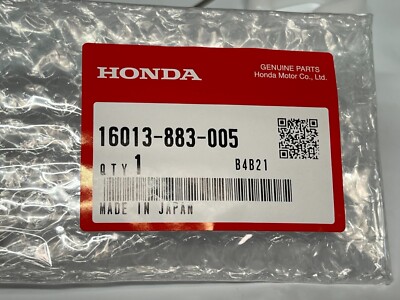 HONDA
GENUINE PARTS
Honda Motor Co., Ltd.
16013-883-005
QTY 1 B4B21
MADE IN JAPAN